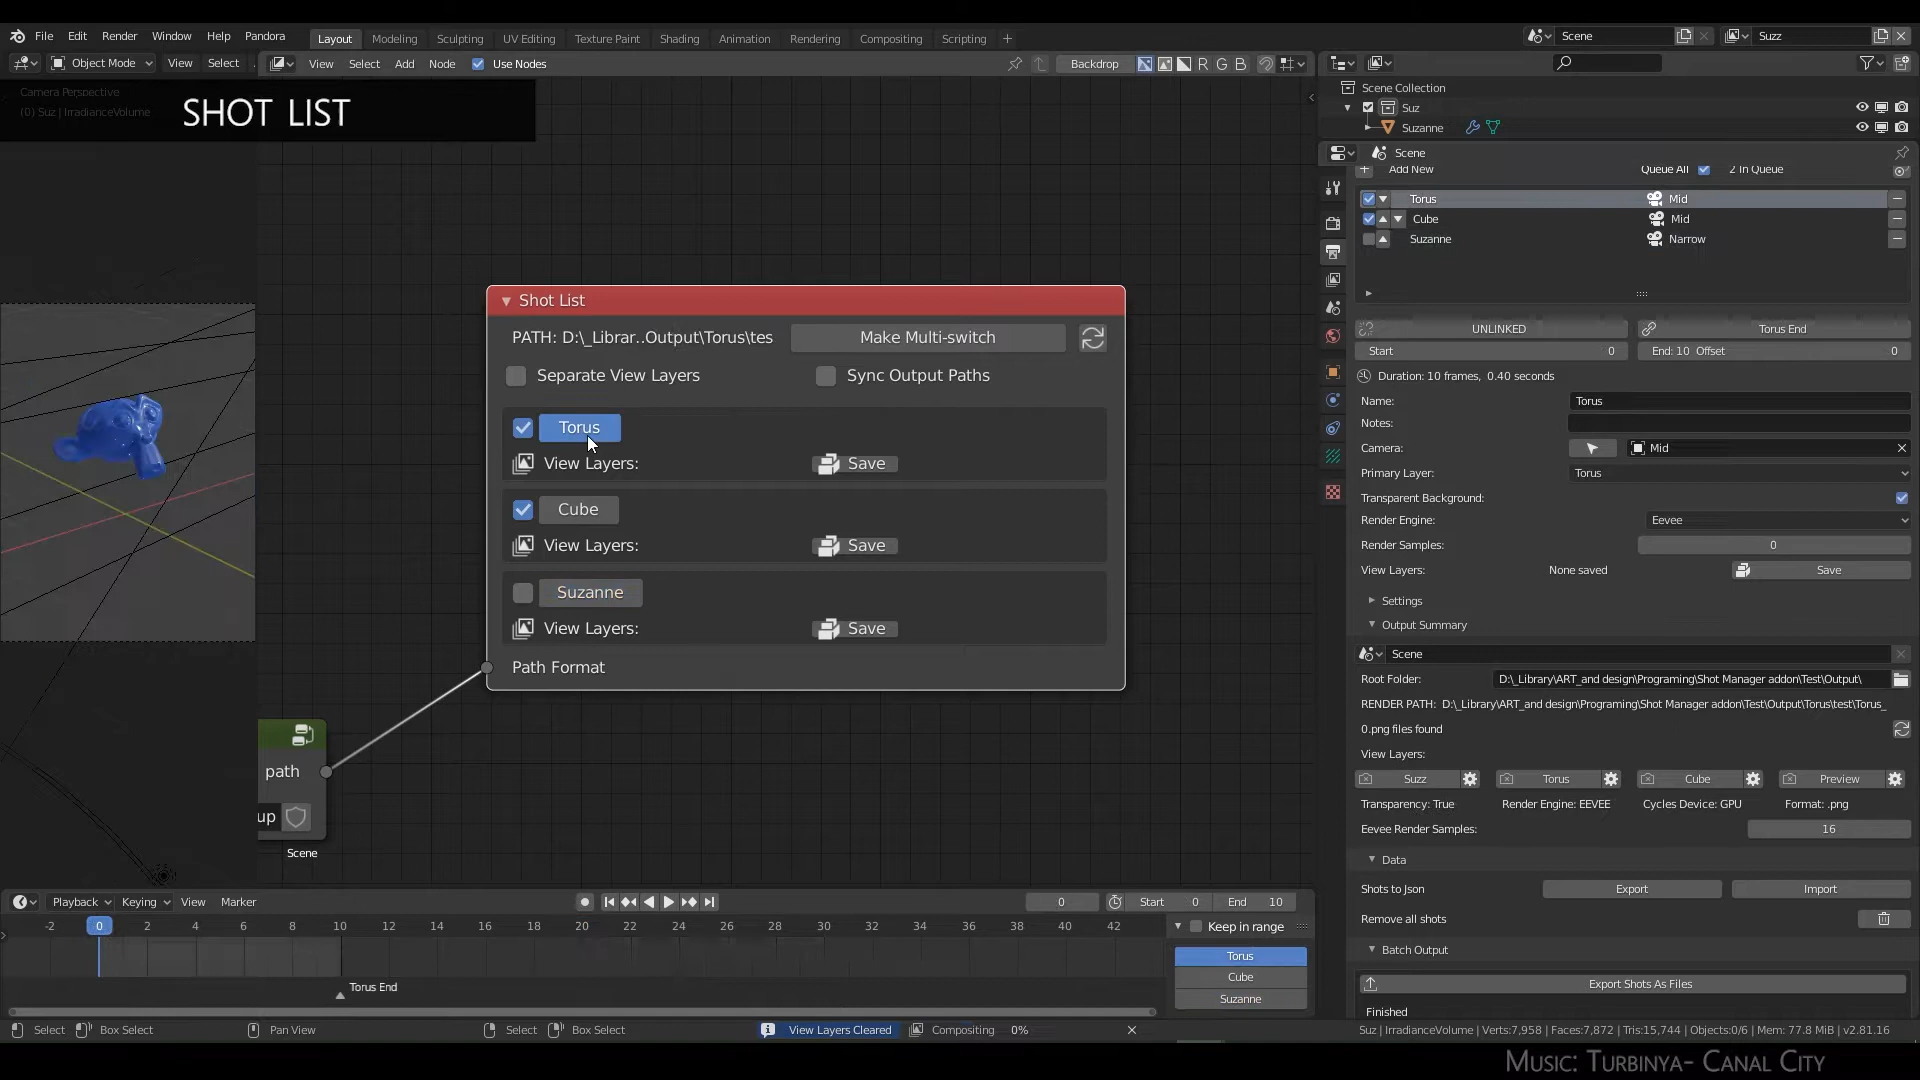 File Edit Render Window Help Pandora
Layout Modeling Sculpting UV Editing Texture Paint Shading Animation Rendering Compositing Scripting +
Scene
Suzz
Object Mode View Select
View Select Add Node Use Nodes
Backdrop R G B
Camera Perspective
(0) Suz | IrradianceVolume
SHOT LIST
Shot List
PATH: D:\_Librar..Output\Torus\tes Make Multi-switch
Separate View Layers Sync Output Paths
Torus
View Layers: Save
Cube
View Layers: Save
Suzanne
View Layers: Save
Path Format
path
up
Scene
Scene Collection
Suz
Suzanne
Scene
Add New Queue All 2 In Queue
Torus Mid
Cube Mid
Suzanne Narrow
UNLINKED Torus End
Start 0 End: 10 Offset 0
Duration: 10 frames, 0.40 seconds
Name: Torus
Notes:
Camera: Mid
Primary Layer: Torus
Transparent Background:
Render Engine: Eevee
Render Samples: 0
View Layers: None saved Save
Settings
Output Summary
Scene
Root Folder: D:\_Library\ART_and design\Programing\Shot Manager addon\Test\Output\
RENDER PATH: D:\_Library\ART_and design\Programing\Shot Manager addon\Test\Output\Torus\test\Torus_
0.png files found
View Layers:
Suzz Torus Cube Preview
Transparency: True Render Engine: EEVEE Cycles Device: GPU Format: .png
Eevee Render Samples: 16
Data
Shots to Json Export Import
Remove all shots
Batch Output
Export Shots As Files
Finished
Playback Keying View Marker
0 Start 0 End 10
-2 0 2 4 6 8 10 12 14 16 18 20 22 24 26 28 30 32 34 36 38 40 42
Keep in range
Torus
Cube
Suzanne
Torus End
Select Box Select Pan View Select Box Select View Layers Cleared Compositing 0%
Suz | IrradianceVolume | Verts:7,958 | Faces:7,872 | Tris:15,744 | Objects:0/6 | Mem: 77.8 MiB | v2.81.16
Music: Turbinya- Canal City